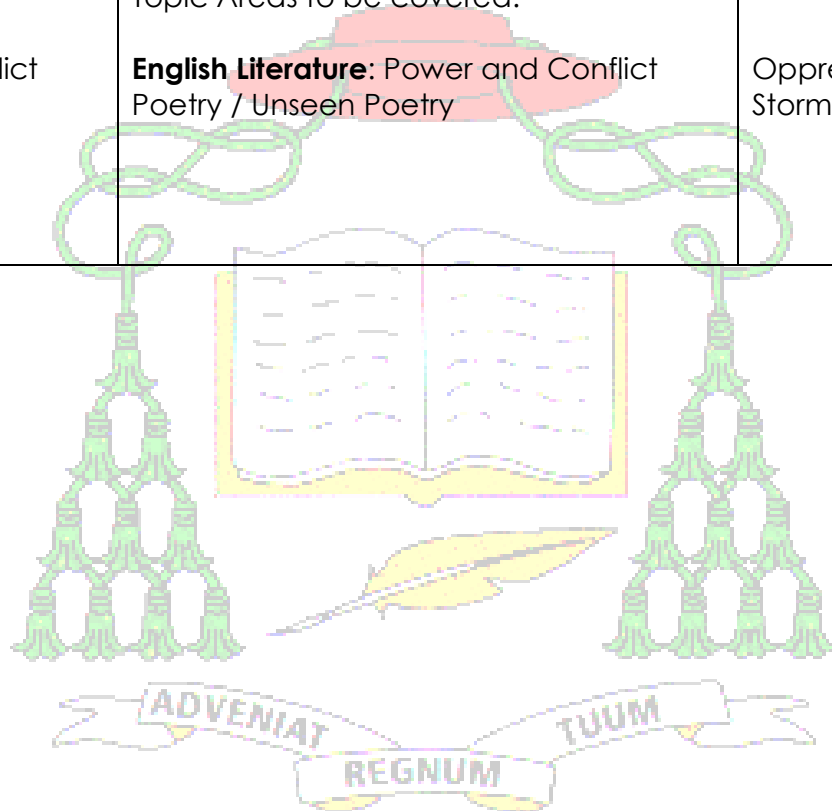 Topic Areas to be covered:
lict
English Literature: Power and Conflict
Poetry / Unseen Poetry
Oppre
Storm
ADVENIAT
REGNUM
TUUM